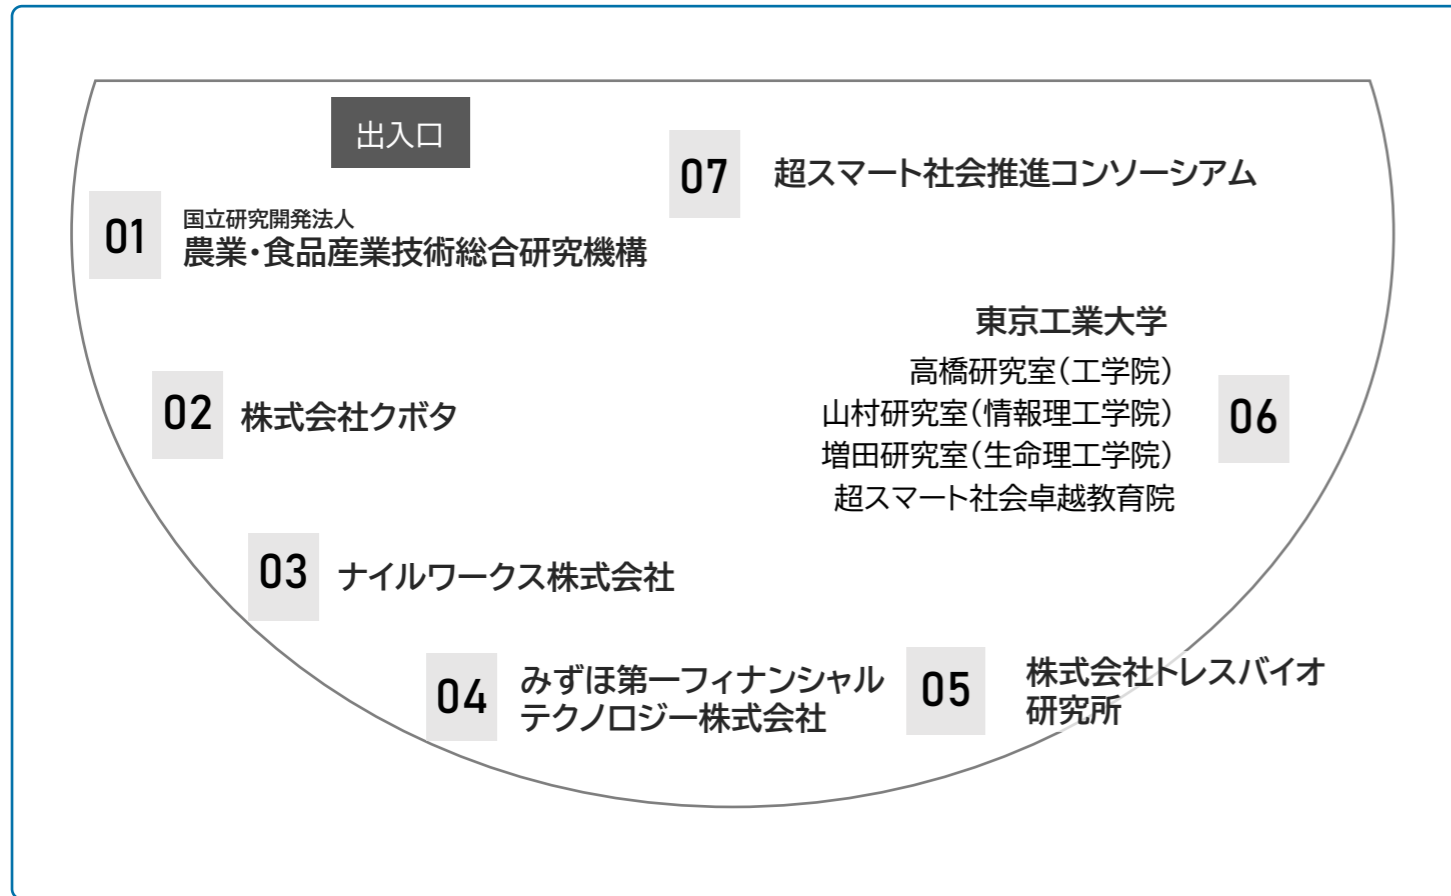 出入口
01
国立研究開発法人
農業・食品産業技術総合研究機構
02
株式会社クボタ
03
ナイルワークス株式会社
04
みずほ第一フィナンシャル
テクノロジー株式会社
05
株式会社トレスバイオ
研究所
06
東京工業大学
高橋研究室(工学院)
山村研究室(情報理工学院)
増田研究室(生命理工学院)
超スマート社会卓越教育院
07
超スマート社会推進コンソーシアム